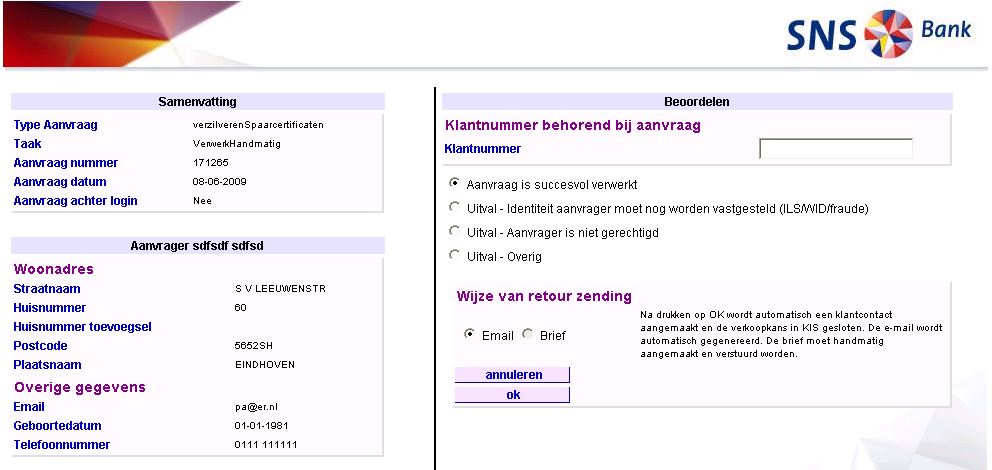 SNS Bank
Samenvatting
Type Aanvraag verzilverenSpaarcertificaten
Taak VerwerkHandmatig
Aanvraag nummer 171265
Aanvraag datum 08-06-2009
Aanvraag achter login Nee
Aanvrager sdfsdf sdfsd
Woonadres
Straatnaam S V LEEUWENSTR
Huisnummer 60
Huisnummer toevoegsel
Postcode 5652SH
Plaatsnaam EINDHOVEN
Overige gegevens
Email pa@er.nl
Geboortedatum 01-01-1981
Telefoonnummer 0111 111111
Beoordelen
Klantnummer behorend bij aanvraag
Klantnummer
Aanvraag is succesvol verwerkt
Uitval - Identiteit aanvrager moet nog worden vastgesteld (ILS/WID/fraude)
Uitval - Aanvrager is niet gerechtigd
Uitval - Overig
Wijze van retour zending
Email Brief
Na drukken op OK wordt automatisch een klantcontact
aangemaakt en de verkoopkans in KIS gesloten. De e-mail wordt
automatisch gegenereerd. De brief moet handmatig
aangemaakt en verstuurd worden.
annuleren
ok